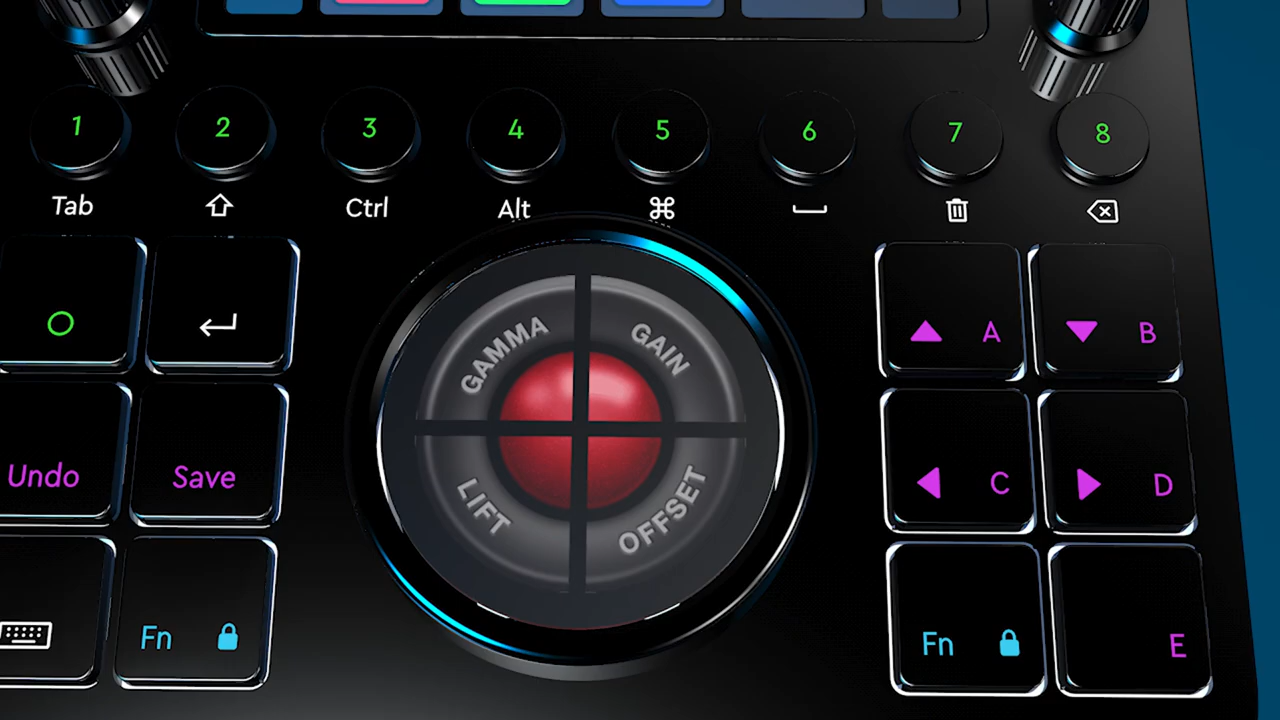 1 2 3 4 5 6 7 8
Tab Ctrl Alt ⌘
GAMMA GAIN
A B
Undo Save
LIFT OFFSET
C D
Fn Fn E